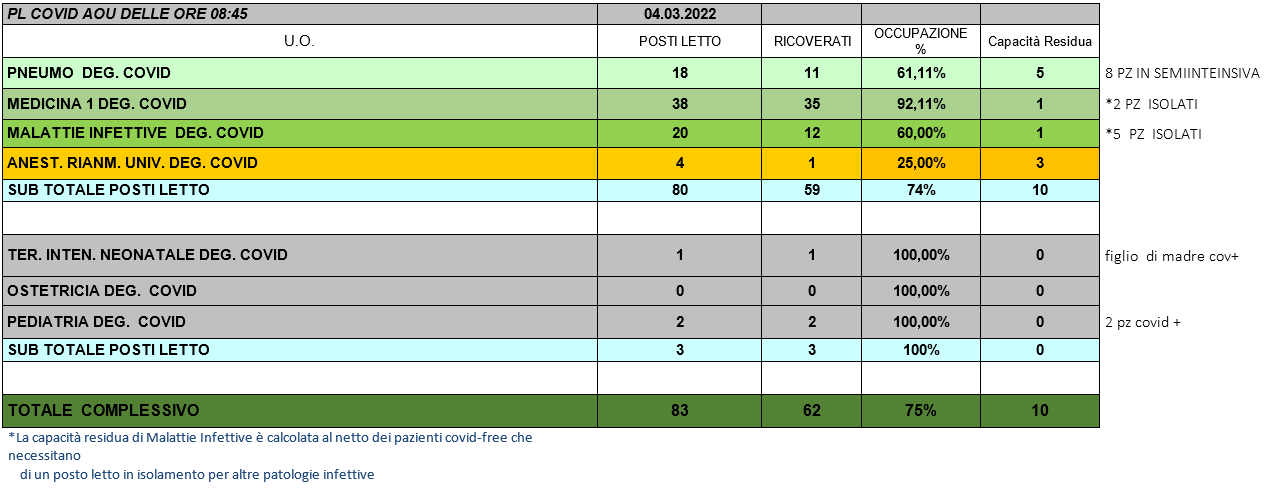 PL COVID AOU DELLE ORE 08:45 04.03.2022
U.O. POSTI LETTO RICOVERATI OCCUPAZIONE % Capacità Residua
PNEUMO DEG. COVID 18 11 61,11% 5 8 PZ IN SEMIINTEINSIVA
MEDICINA 1 DEG. COVID 38 35 92,11% 1 *2 PZ ISOLATI
MALATTIE INFETTIVE DEG. COVID 20 12 60,00% 1 *5 PZ ISOLATI
ANEST. RIANM. UNIV. DEG. COVID 4 1 25,00% 3
SUB TOTALE POSTI LETTO 80 59 74% 10
TER. INTEN. NEONATALE DEG. COVID 1 1 100,00% 0 figlio di madre cov+
OSTETRICIA DEG. COVID 0 0 100,00% 0
PEDIATRIA DEG. COVID 2 2 100,00% 0 2 pz covid +
SUB TOTALE POSTI LETTO 3 3 100% 0
TOTALE COMPLESSIVO 83 62 75% 10
*La capacità residua di Malattie Infettive è calcolata al netto dei pazienti covid-free che
necessitano
di un posto letto in isolamento per altre patologie infettive